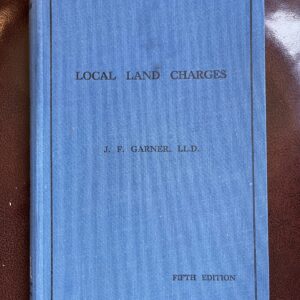 LOCAL LAND CHARGES
J. F. GARNER, LL.D.
FIFTH EDITION